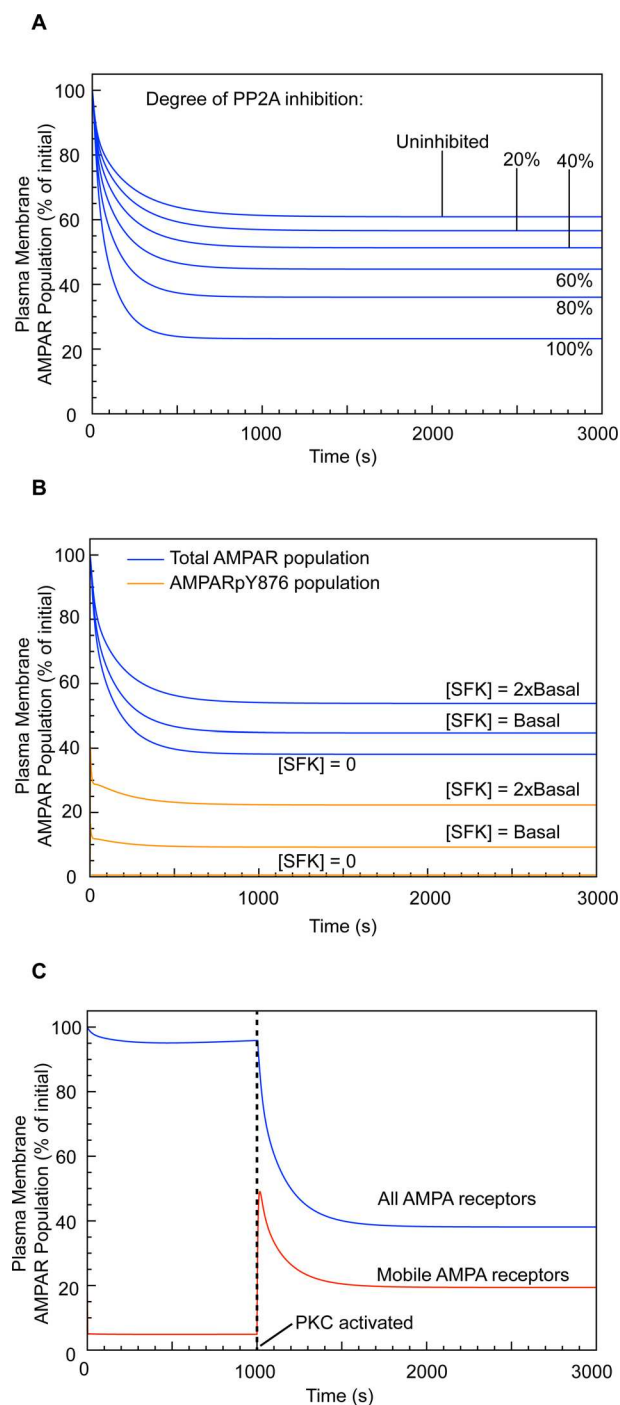 A
Plasma Membrane
AMPAR Population (% of initial)
100
80
60
40
20
0
Degree of PP2A inhibition:
Uninhibited
20%
40%
60%
80%
100%
0
1000
2000
3000
Time (s)
B
Plasma Membrane
AMPAR Population (% of initial)
100
80
60
40
20
0
Total AMPAR population
AMPARpY876 population
[SFK] = 2xBasal
[SFK] = Basal
[SFK] = 0
[SFK] = 2xBasal
[SFK] = Basal
[SFK] = 0
0
1000
2000
3000
Time (s)
C
Plasma Membrane
AMPAR Population (% of initial)
100
80
60
40
20
0
All AMPA receptors
Mobile AMPA receptors
PKC activated
0
1000
2000
3000
Time (s)